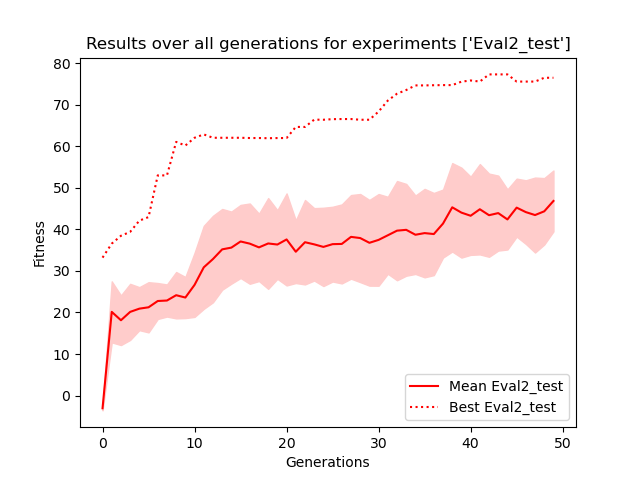 Results over all generations for experiments ['Eval2_test']
80
70
60
50
40
30
20
10
0
Fitness
0 10 20 30 40 50
Generations
Mean Eval2_test
Best Eval2_test